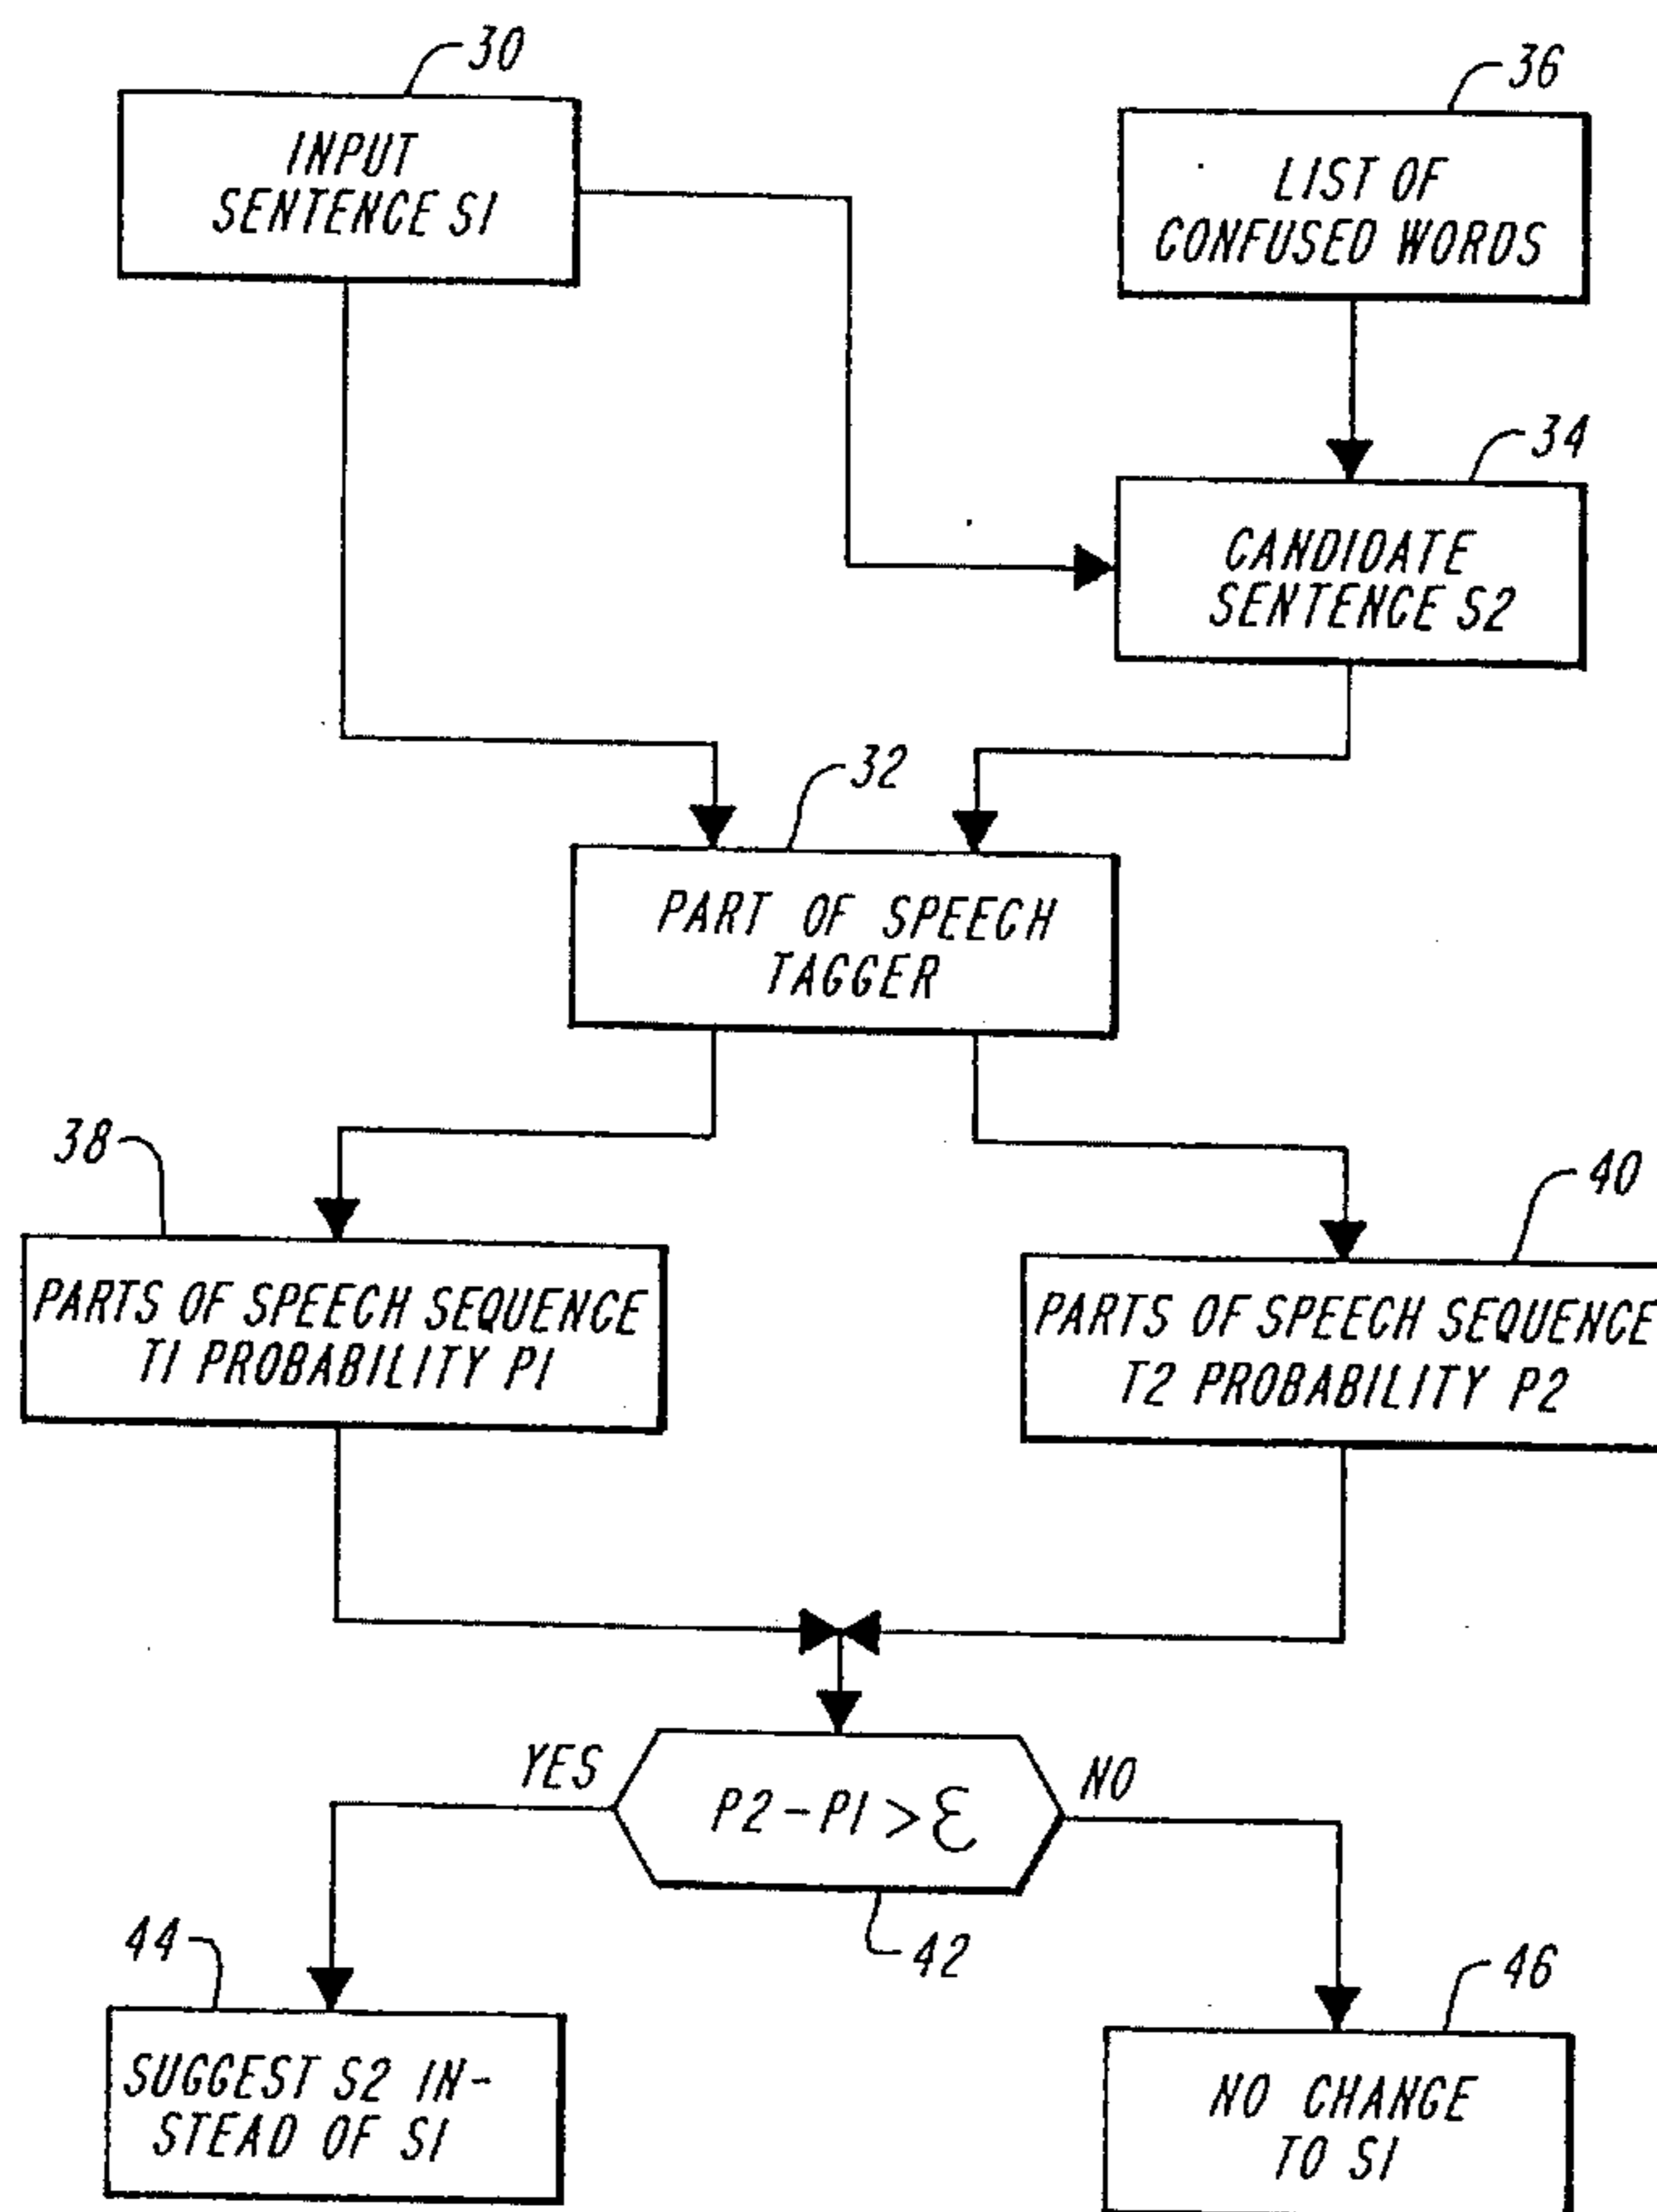 30
INPUT
SENTENCE S1
36
LIST OF
CONFUSED WORDS
34
CANDIDATE
SENTENCE S2
32
PART OF SPEECH
TAGGER
38
PARTS OF SPEECH SEQUENCE
T1 PROBABILITY P1
40
PARTS OF SPEECH SEQUENCE
T2 PROBABILITY P2
YES
P2-P1>Ɛ
NO
42
44
SUGGEST S2 IN-
STEAD OF S1
46
NO CHANGE
TO S1